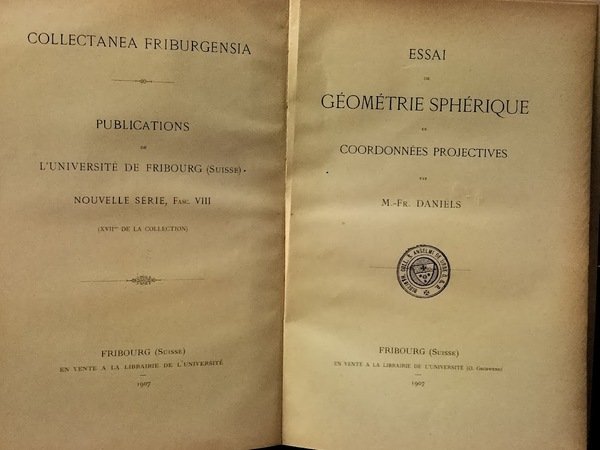 COLLECTANEA FRIBURGENSIA
PUBLICATIONS
DE
L'UNIVERSITÉ DE FRIBOURG (SUISSE)
NOUVELLE SÉRIE, FASC. VIII
(XVIIme DE LA COLLECTION)
FRIBOURG (SUISSE)
EN VENTE A LA LIBRAIRIE DE L'UNIVERSITÉ
1907
ESSAI
DE
GÉOMÉTRIE SPHÉRIQUE
EN
COORDONNÉES PROJECTIVES
PAR
M.-FR. DANIËLS
FRIBOURG (SUISSE)
EN VENTE A LA LIBRAIRIE DE L'UNIVERSITÉ (O. GSCHWEND)
1907